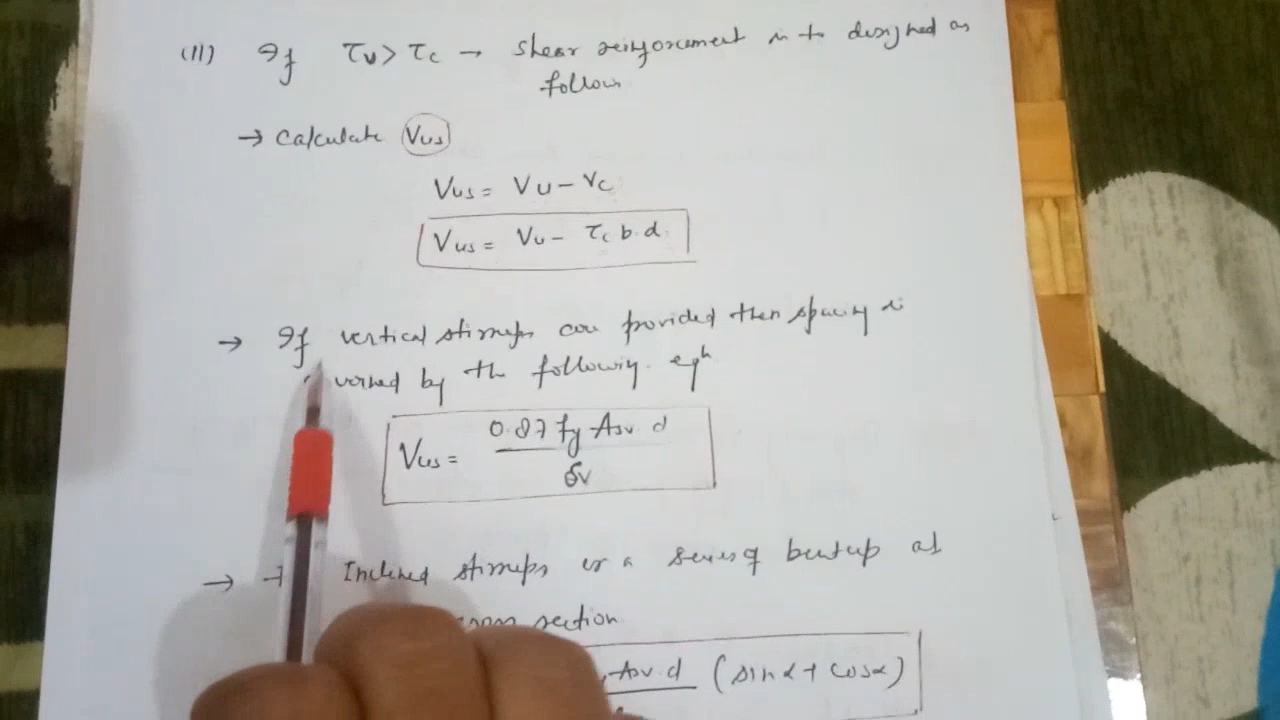 (II) If τv > τc → shear reinforcement is to designed as
follow
→ calculate Vus
Vus = Vu - Vc
Vus = Vu - τc b.d.
→ If vertical stirrups are provided then spacing is
verned by the following. eqn
Vus = 0.87 fy Asv d / Sv
→ Inclined stirrups or a series of bentup at
section
Asv.d (sinα + cosα)